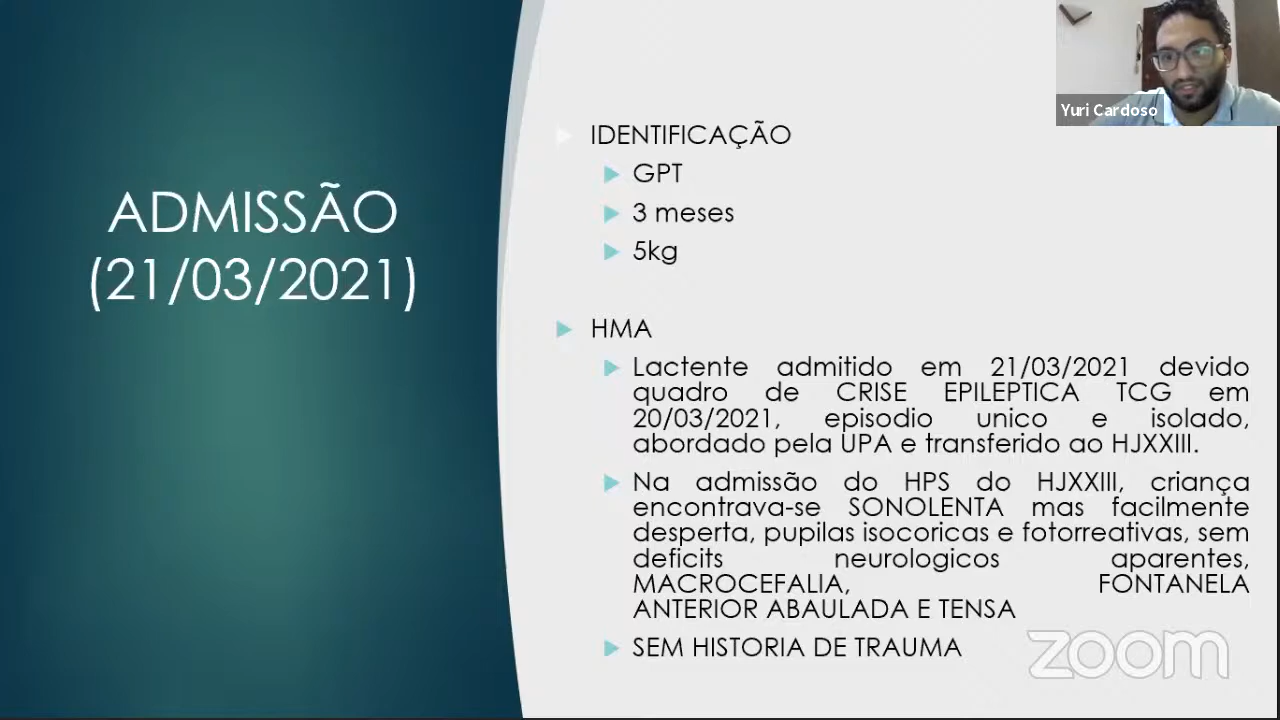 Yuri Cardoso
ADMISSÃO
(21/03/2021)
IDENTIFICAÇÃO
GPT
3 meses
5kg
HMA
Lactente admitido em 21/03/2021 devido
quadro de CRISE EPILEPTICA TCG em
20/03/2021, episodio unico e isolado,
abordado pela UPA e transferido ao HJXXIII.
Na admissão do HPS do HJXXIII, criança
encontrava-se SONOLENTA mas facilmente
desperta, pupilas isocoricas e fotorreativas, sem
deficits neurologicos aparentes,
MACROCEFALIA, FONTANELA
ANTERIOR ABAULADA E TENSA
SEM HISTORIA DE TRAUMA
zoom